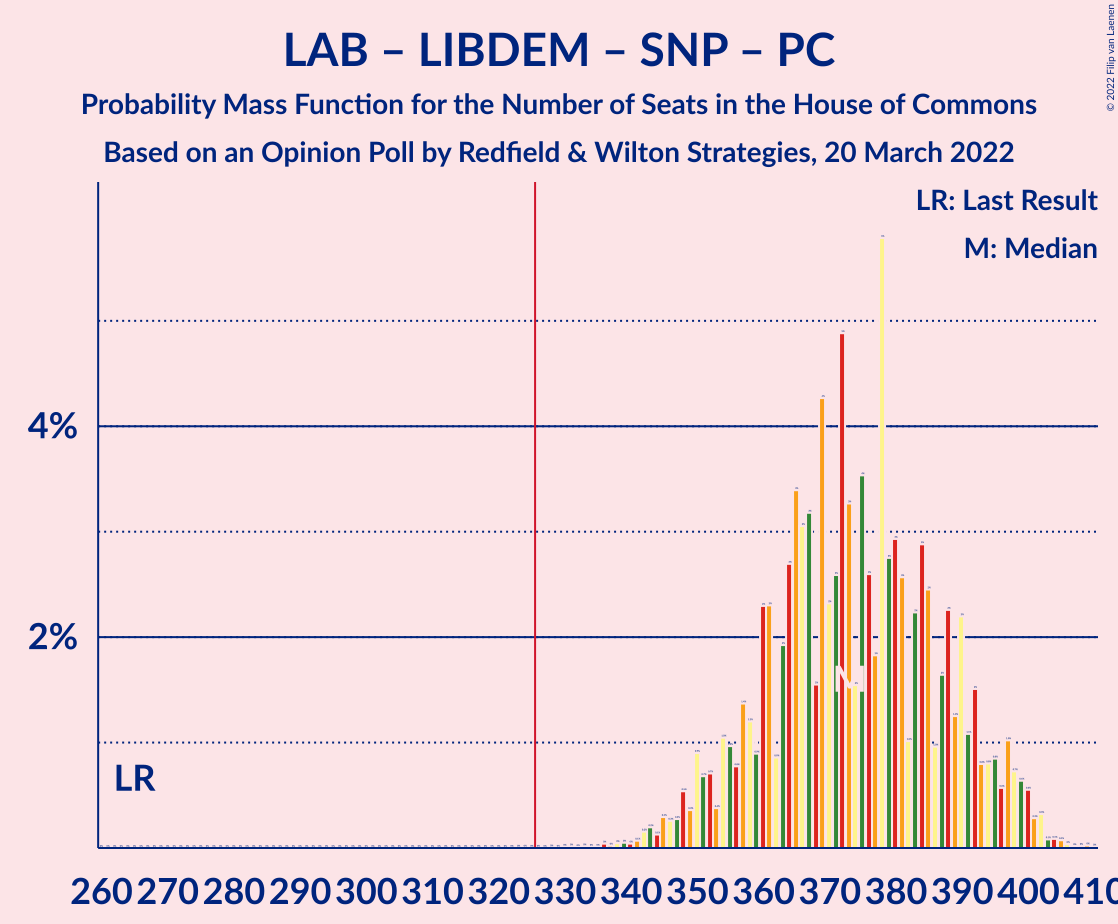 LAB – LIBDEM – SNP – PC
Probability Mass Function for the Number of Seats in the House of Commons
Based on an Opinion Poll by Redfield & Wilton Strategies, 20 March 2022
© 2022 Filip van Laenen
LR: Last Result
M: Median
4%
2%
LR
M
260 270 280 290 300 310 320 330 340 350 360 370 380 390 400 410